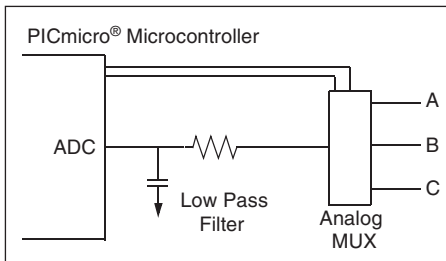 PICmicro® Microcontroller
A
ADC
B
C
Low Pass
Filter
Analog
MUX